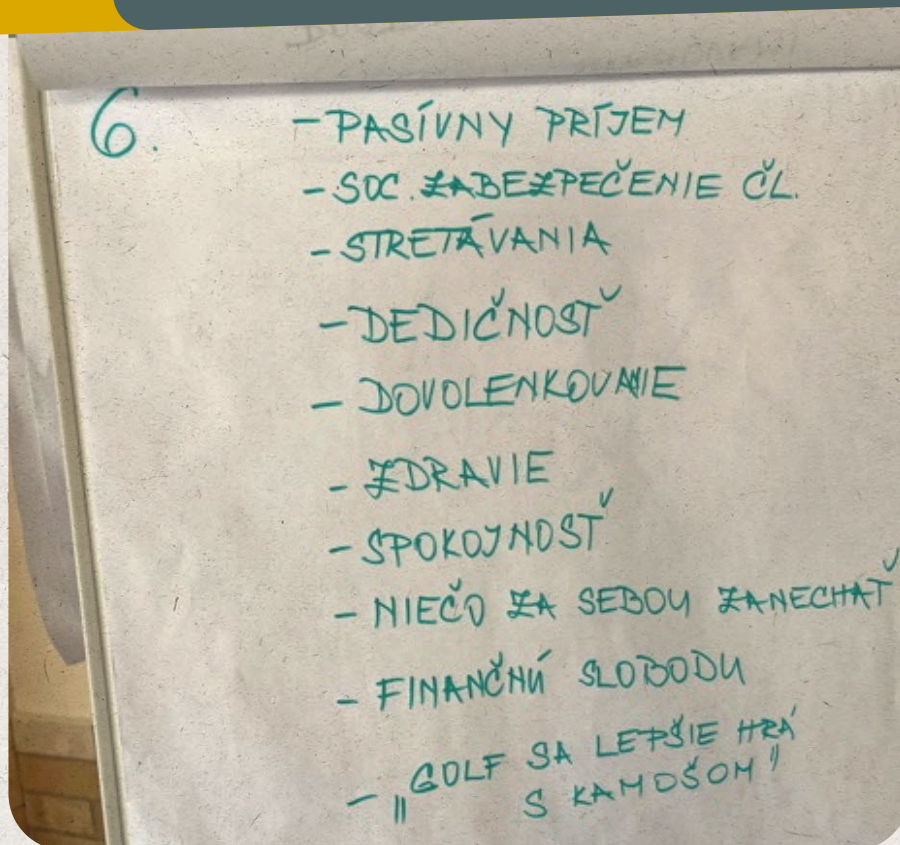 6.
- PASÍVNY PRÍJEM
- SOC. ZABEZPEČENIE ČL.
- STRETÁVANIA
- DEDIČNOSŤ
- DOVOLENKOVANIE
- ZDRAVIE
- SPOKOJNOSŤ
- NIEČO ZA SEBOU ZANECHAŤ
- FINANČNÚ SLOBODU
- „GOLF SA LEPŠIE HRÁ
S KAMOŠOM"